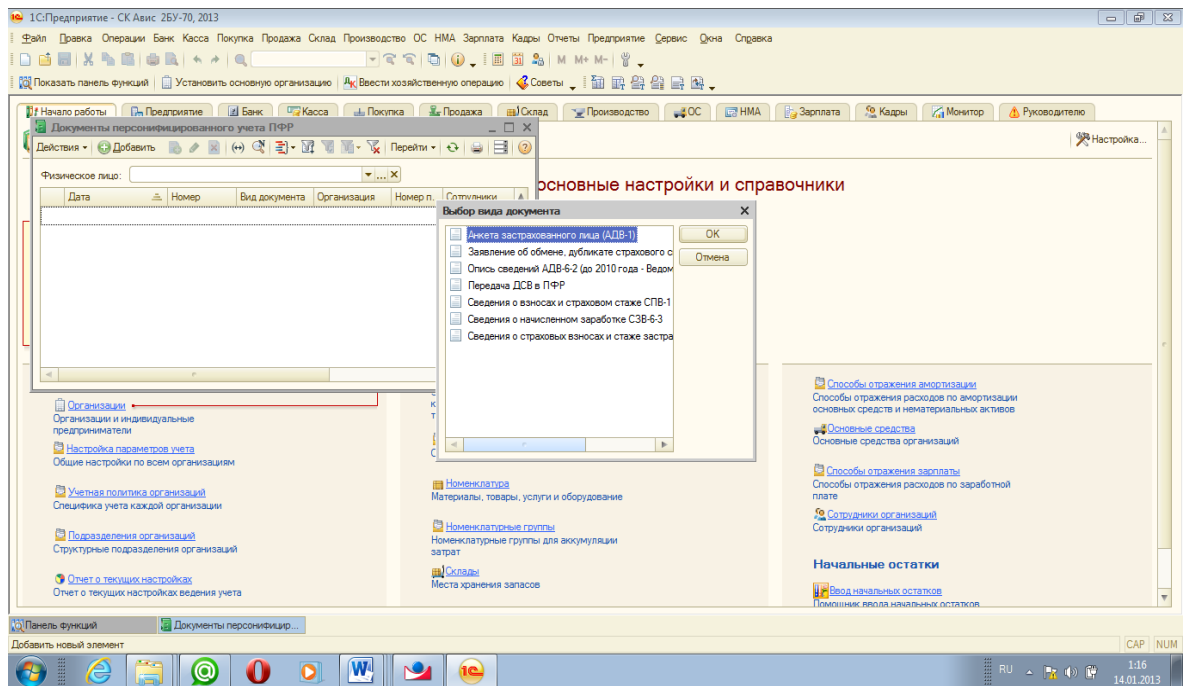 1С:Предприятие - СК Авис 2БУ-70, 2013
Файл Правка Операции Банк Касса Покупка Продажа Склад Производство ОС НМА Зарплата Кадры Отчеты Предприятие Сервис Окна Справка
M M+ M-
Показать панель функций Установить основную организацию Ввести хозяйственную операцию Советы
Начало работы Предприятие Банк Касса Покупка Продажа Склад Производство ОС НМА Зарплата Кадры Монитор Руководителю
Документы персонифицированного учета ПФР
Настройка...
Действия Добавить Перейти
Физическое лицо:
основные настройки и справочники
Дата Номер Вид документа Организация Номер п. Сотрудники
Выбор вида документа
Анкета застрахованного лица (АДВ-1)
Заявление об обмене, дубликате страхового с
Опись сведений АДВ-6-2 (до 2010 года - Ведом
Передача ДСВ в ПФР
Сведения о взносах и страховом стаже СПВ-1
Сведения о начисленном заработке СЗВ-6-3
Сведения о страховых взносах и стаже застра
OK
Отмена
Организации
Организации и индивидуальные
предприниматели
Настройка параметров учета
Общие настройки по всем организациям
Учетная политика организаций
Специфика учета каждой организации
Подразделения организаций
Структурные подразделения организаций
Отчет о текущих настройках
Отчет о текущих настройках ведения учета
Номенклатура
Материалы, товары, услуги и оборудование
Номенклатурные группы
Номенклатурные группы для аккумуляции
затрат
Склады
Места хранения запасов
Способы отражения амортизации
Способы отражения расходов по амортизации
основных средств и нематериальных активов
Основные средства
Основные средства организаций
Способы отражения зарплаты
Способы отражения расходов по заработной
плате
Сотрудники организаций
Сотрудники организаций
Начальные остатки
Ввод начальных остатков
Помощник ввода начальных остатков
Панель функций Документы персонифицир...
Добавить новый элемент
CAP NUM
RU
1:16
14.01.2013